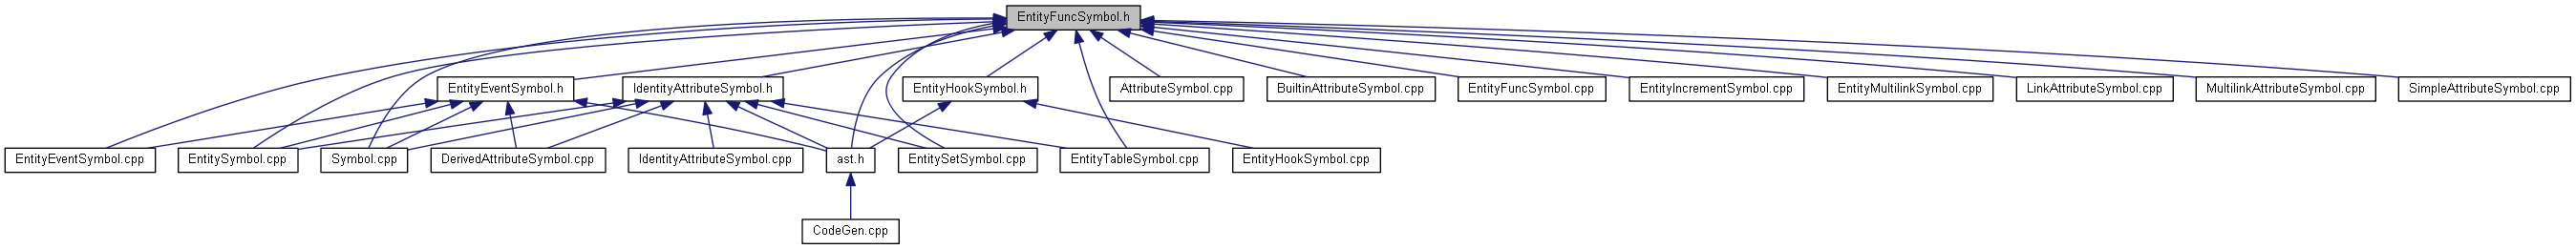 EntityFuncSymbol.h
EntityEventSymbol.h
IdentityAttributeSymbol.h
EntityHookSymbol.h
AttributeSymbol.cpp
BuiltinAttributeSymbol.cpp
EntityFuncSymbol.cpp
EntityIncrementSymbol.cpp
EntityMultilinkSymbol.cpp
LinkAttributeSymbol.cpp
MultilinkAttributeSymbol.cpp
SimpleAttributeSymbol.cpp
EntityEventSymbol.cpp
EntitySymbol.cpp
Symbol.cpp
DerivedAttributeSymbol.cpp
IdentityAttributeSymbol.cpp
ast.h
EntitySetSymbol.cpp
EntityTableSymbol.cpp
EntityHookSymbol.cpp
CodeGen.cpp